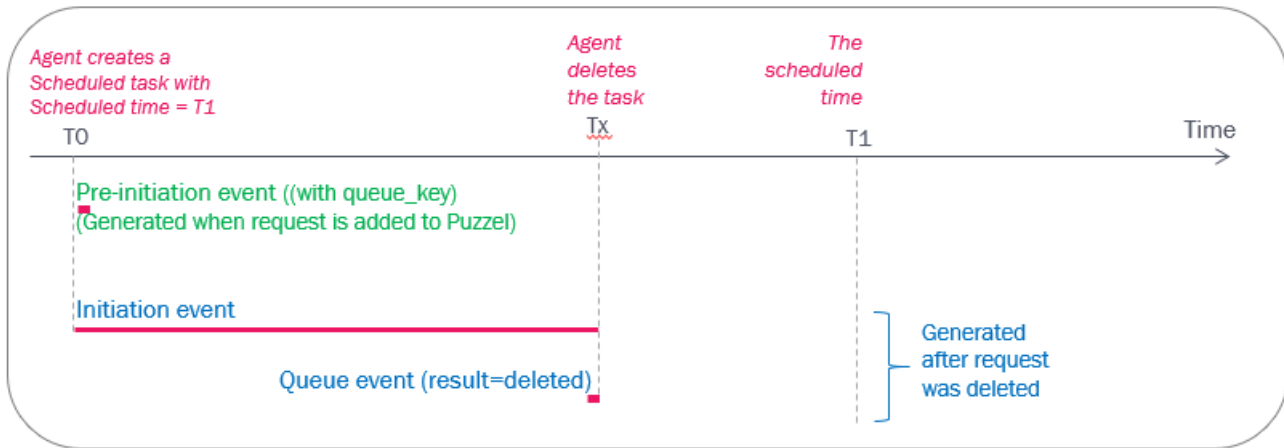 Agent creates a
Scheduled task with
Scheduled time = T1
Agent
deletes
the task
The
scheduled
time
T0
Tx
T1
Time
Pre-initiation event ((with queue_key)
(Generated when request is added to Puzzel)
Initiation event
Queue event (result=deleted)
Generated
after request
was deleted